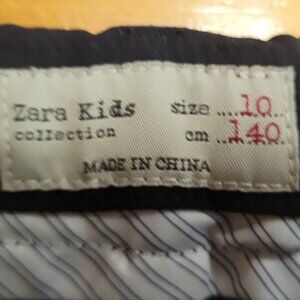 Zara Kids size ....10....
collection cm ....140....
MADE IN CHINA